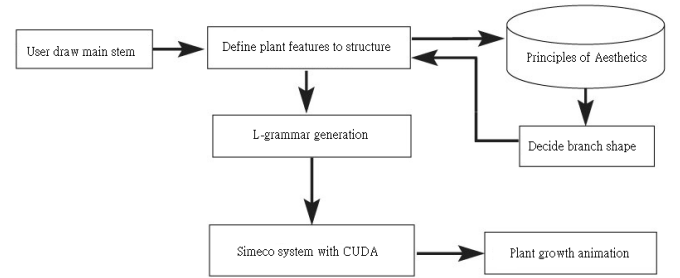 User draw main stem
Define plant features to structure
Principles of Aesthetics
L-grammar generation
Decide branch shape
Simeco system with CUDA
Plant growth animation